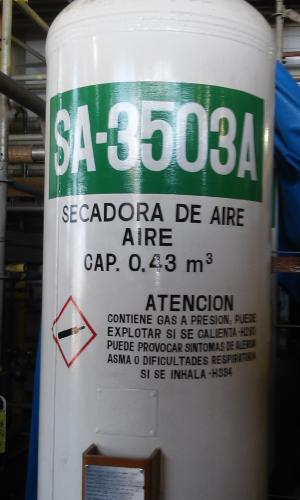 SA-3503A
SECADORA DE AIRE
AIRE
CAP. 0.43 m³
ATENCION
CONTIENE GAS A PRESION; PUEDE
EXPLOTAR SI SE CALIENTA-H280
PUEDE PROVOCAR SINTOMAS DE ALERGIA
ASMA O DIFICULTADES RESPIRATORIA
SI SE INHALA-H334